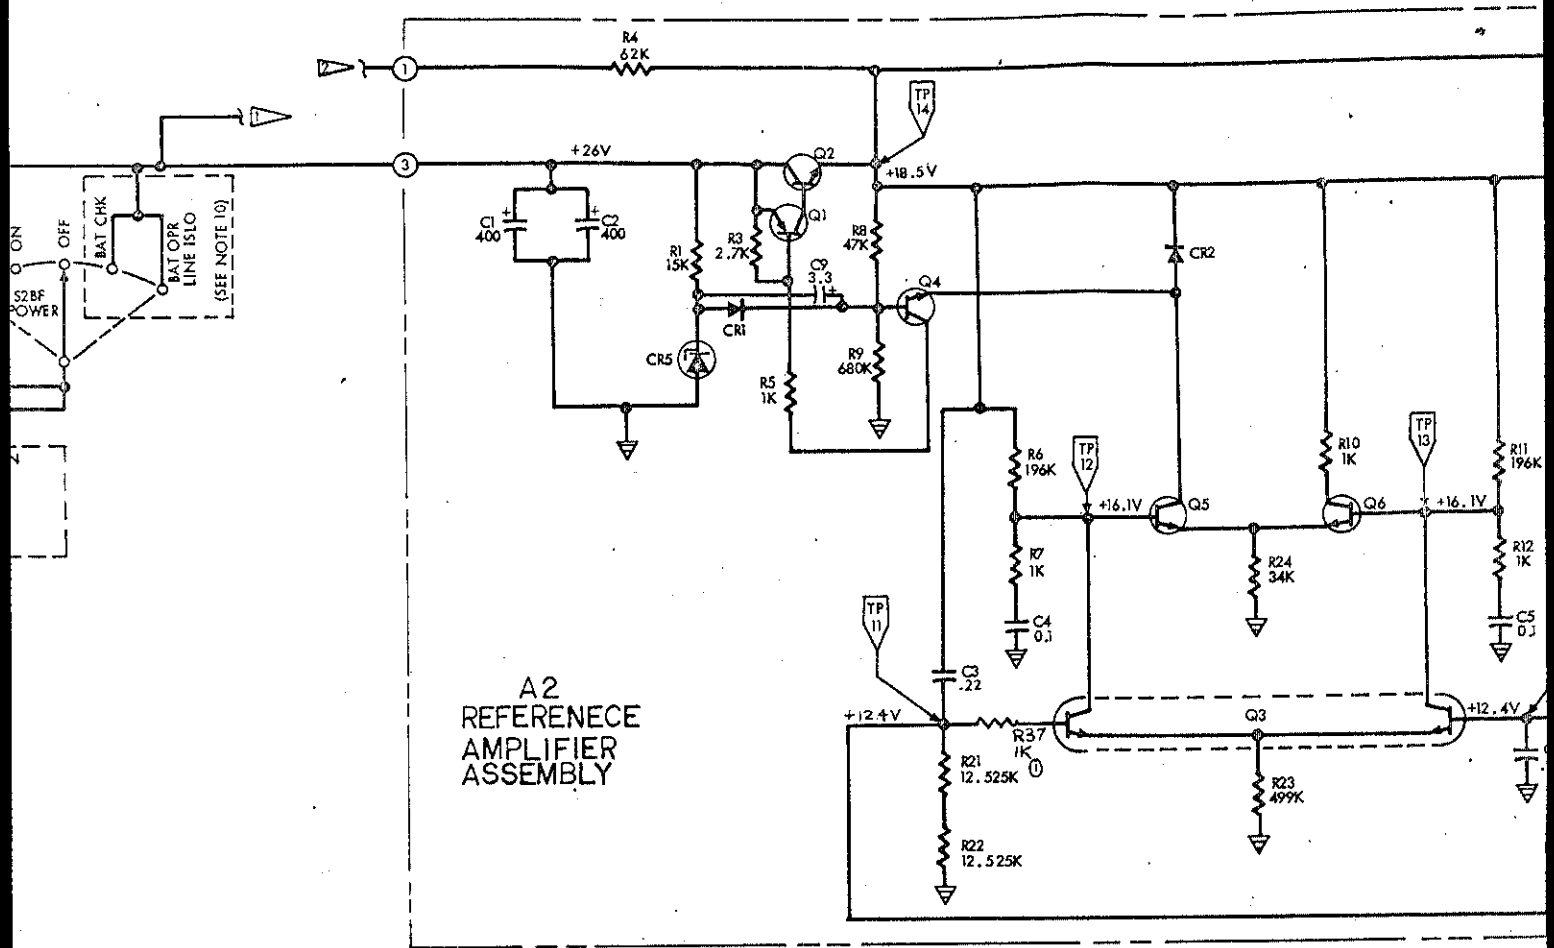 R4
62K
2
1
TP
14
1
3
+26V
Q2
+18.5V
ON
OFF
BAT CHK
BAT OPR
LINE ISLO
(SEE NOTE 10)
S2BF
POWER
C1
400
+
C2
400
+
R1
15K
R3
2.7K
Q1
C9
3.3
+
R8
47K
Q4
CR2
CR1
CR5
R5
1K
R9
680K
R6
196K
TP
12
+16.1V
Q5
R10
1K
TP
13
Q6
+16.1V
R11
196K
R7
1K
R24
34K
R12
1K
C4
0.1
C5
0.1
TP
11
A2
REFERENECE
AMPLIFIER
ASSEMBLY
C3
.22
+12.4V
R37
1K
1
Q3
+12.4V
R21
12.525K
R23
499K
R22
12.525K